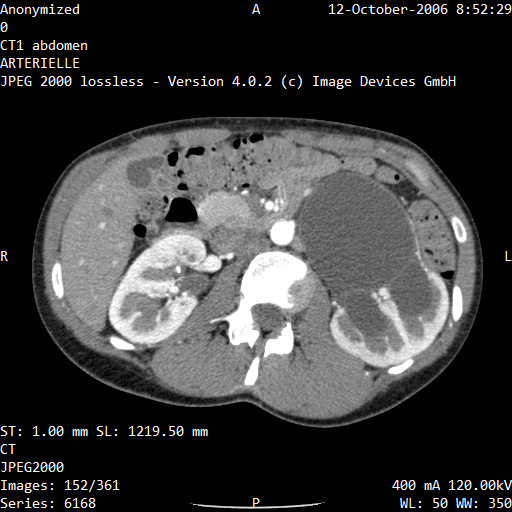 Anonymized A 12-October-2006 8:52:29
0
CT1 abdomen
ARTERIELLE
JPEG 2000 lossless - Version 4.0.2 (c) Image Devices GmbH
R L
ST: 1.00 mm SL: 1219.50 mm
CT
JPEG2000
Images: 152/361 400 mA 120.00kV
Series: 6168 P WL: 50 WW: 350